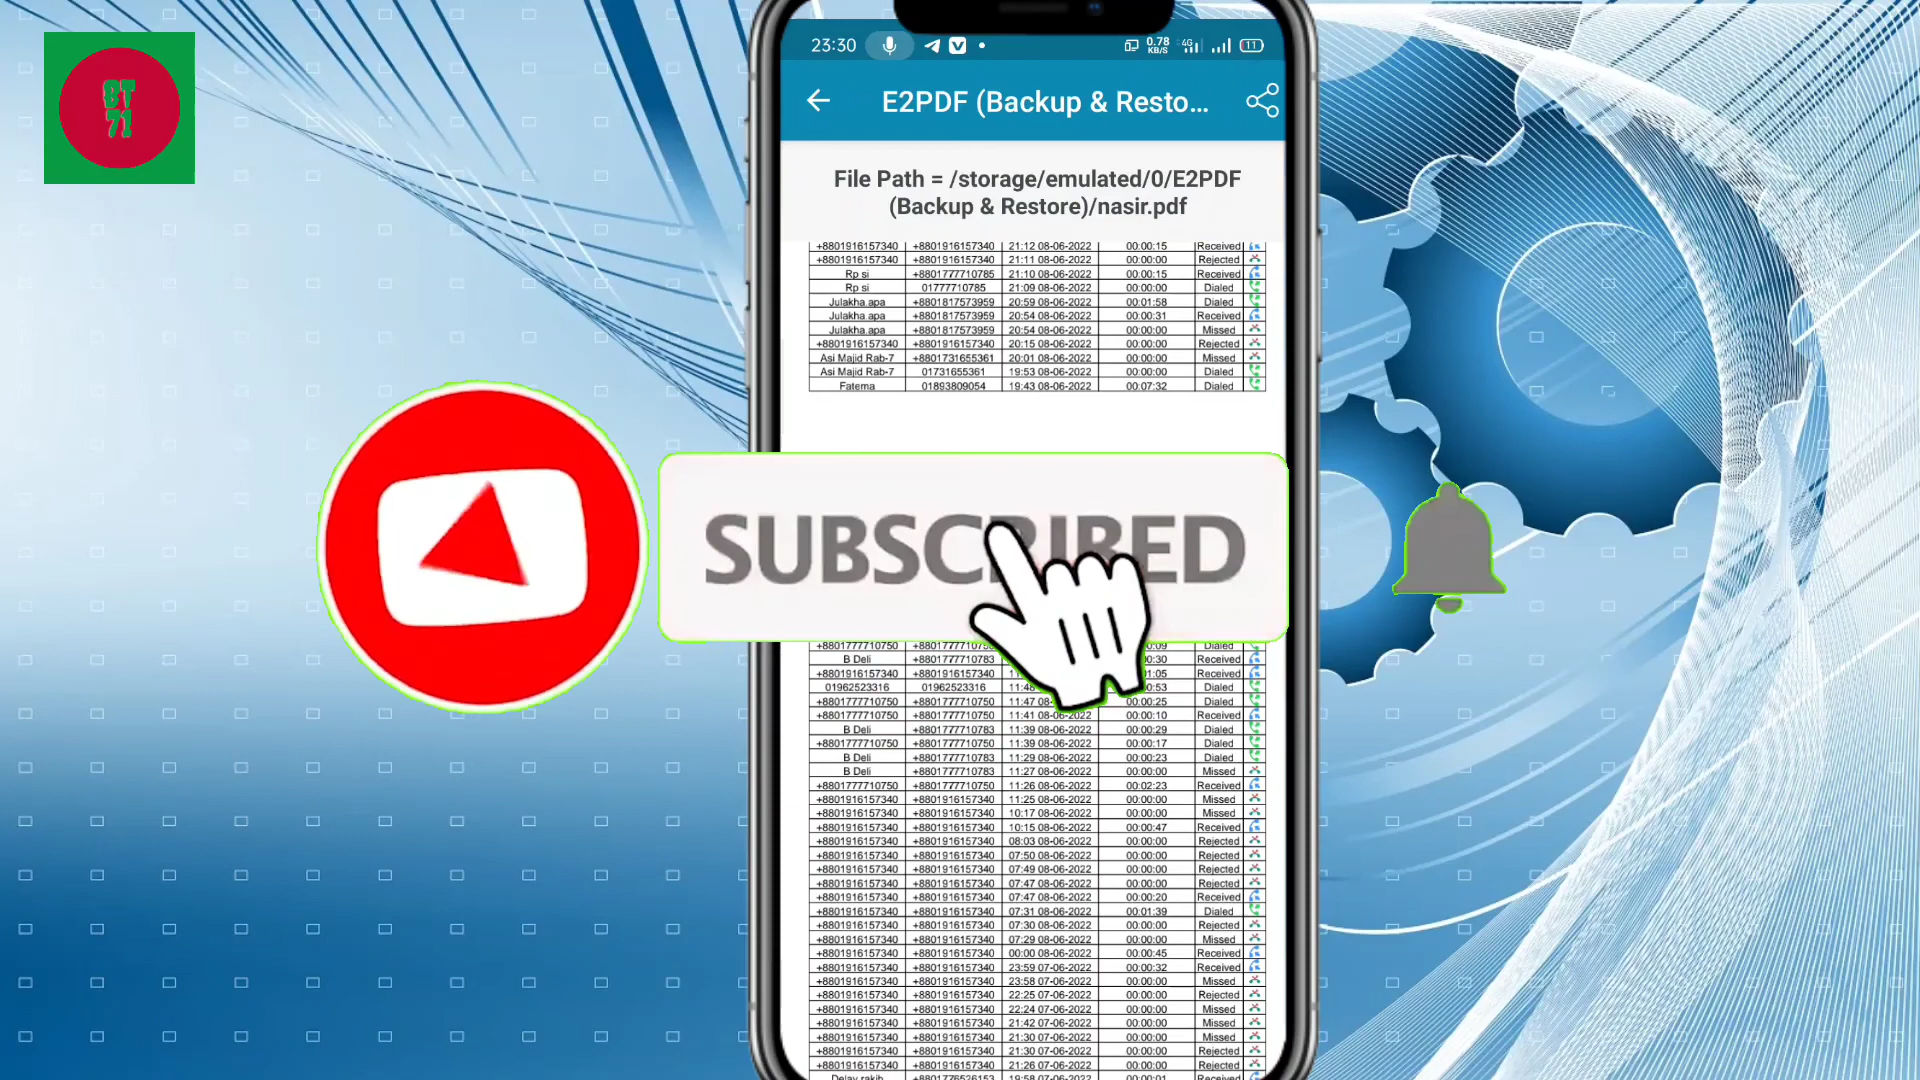 BT
71
23:30
0.78
KB/S
4G
11
E2PDF (Backup & Resto...
File Path = /storage/emulated/0/E2PDF
(Backup & Restore)/nasir.pdf
+8801916157340 +8801916157340 21:12 08-06-2022 00:00:15 Received
+8801916157340 +8801916157340 21:11 08-06-2022 00:00:00 Rejected
Rp si +8801777710785 21:10 08-06-2022 00:00:15 Received
Rp si 01777710785 21:09 08-06-2022 00:00:00 Dialed
Julakha.apa +8801817573959 20:59 08-06-2022 00:01:58 Dialed
Julakha.apa +8801817573959 20:54 08-06-2022 00:00:31 Received
Julakha.apa +8801817573959 20:54 08-06-2022 00:00:00 Missed
+8801916157340 +8801916157340 20:15 08-06-2022 00:00:00 Rejected
Asi Majid Rab-7 +8801731655361 20:01 08-06-2022 00:00:00 Missed
Asi Majid Rab-7 01731655361 19:53 08-06-2022 00:00:00 Dialed
Fatema 01893809054 19:43 08-06-2022 00:07:32 Dialed
SUBSCRIBED
+8801777710750 Dialed
B Deli +8801777710783 Received
+8801916157340 +8801916157340 Received
01962523316 01962523316 Dialed
+8801777710750 +8801777710750 11:47 00:00:25 Dialed
+8801777710750 +8801777710750 11:41 08-06-2022 00:00:10 Received
B Deli +8801777710783 11:39 08-06-2022 00:00:29 Dialed
+8801777710750 +8801777710750 11:39 08-06-2022 00:00:17 Dialed
B Deli +8801777710783 11:29 08-06-2022 00:00:23 Dialed
B Deli +8801777710783 11:27 08-06-2022 00:00:00 Missed
+8801777710750 +8801777710750 11:26 08-06-2022 00:02:23 Received
+8801916157340 +8801916157340 11:25 08-06-2022 00:00:00 Missed
+8801916157340 +8801916157340 10:17 08-06-2022 00:00:00 Missed
+8801916157340 +8801916157340 10:15 08-06-2022 00:00:47 Received
+8801916157340 +8801916157340 08:03 08-06-2022 00:00:00 Rejected
+8801916157340 +8801916157340 07:50 08-06-2022 00:00:00 Rejected
+8801916157340 +8801916157340 07:49 08-06-2022 00:00:00 Rejected
+8801916157340 +8801916157340 07:47 08-06-2022 00:00:00 Rejected
+8801916157340 +8801916157340 07:47 08-06-2022 00:00:20 Received
+8801916157340 +8801916157340 07:31 08-06-2022 00:01:39 Dialed
+8801916157340 +8801916157340 07:30 08-06-2022 00:00:00 Rejected
+8801916157340 +8801916157340 07:29 08-06-2022 00:00:00 Missed
+8801916157340 +8801916157340 00:00 08-06-2022 00:00:45 Received
+8801916157340 +8801916157340 23:59 07-06-2022 00:00:32 Received
+8801916157340 +8801916157340 23:58 07-06-2022 00:00:00 Missed
+8801916157340 +8801916157340 22:25 07-06-2022 00:00:00 Rejected
+8801916157340 +8801916157340 22:24 07-06-2022 00:00:00 Missed
+8801916157340 +8801916157340 21:42 07-06-2022 00:00:00 Missed
+8801916157340 +8801916157340 21:30 07-06-2022 00:00:00 Missed
+8801916157340 +8801916157340 21:30 07-06-2022 00:00:00 Rejected
+8801916157340 +8801916157340 21:26 07-06-2022 00:00:00 Rejected
Delay rakib +8801776526153 19:58 07-06-2022 00:00:01 Received